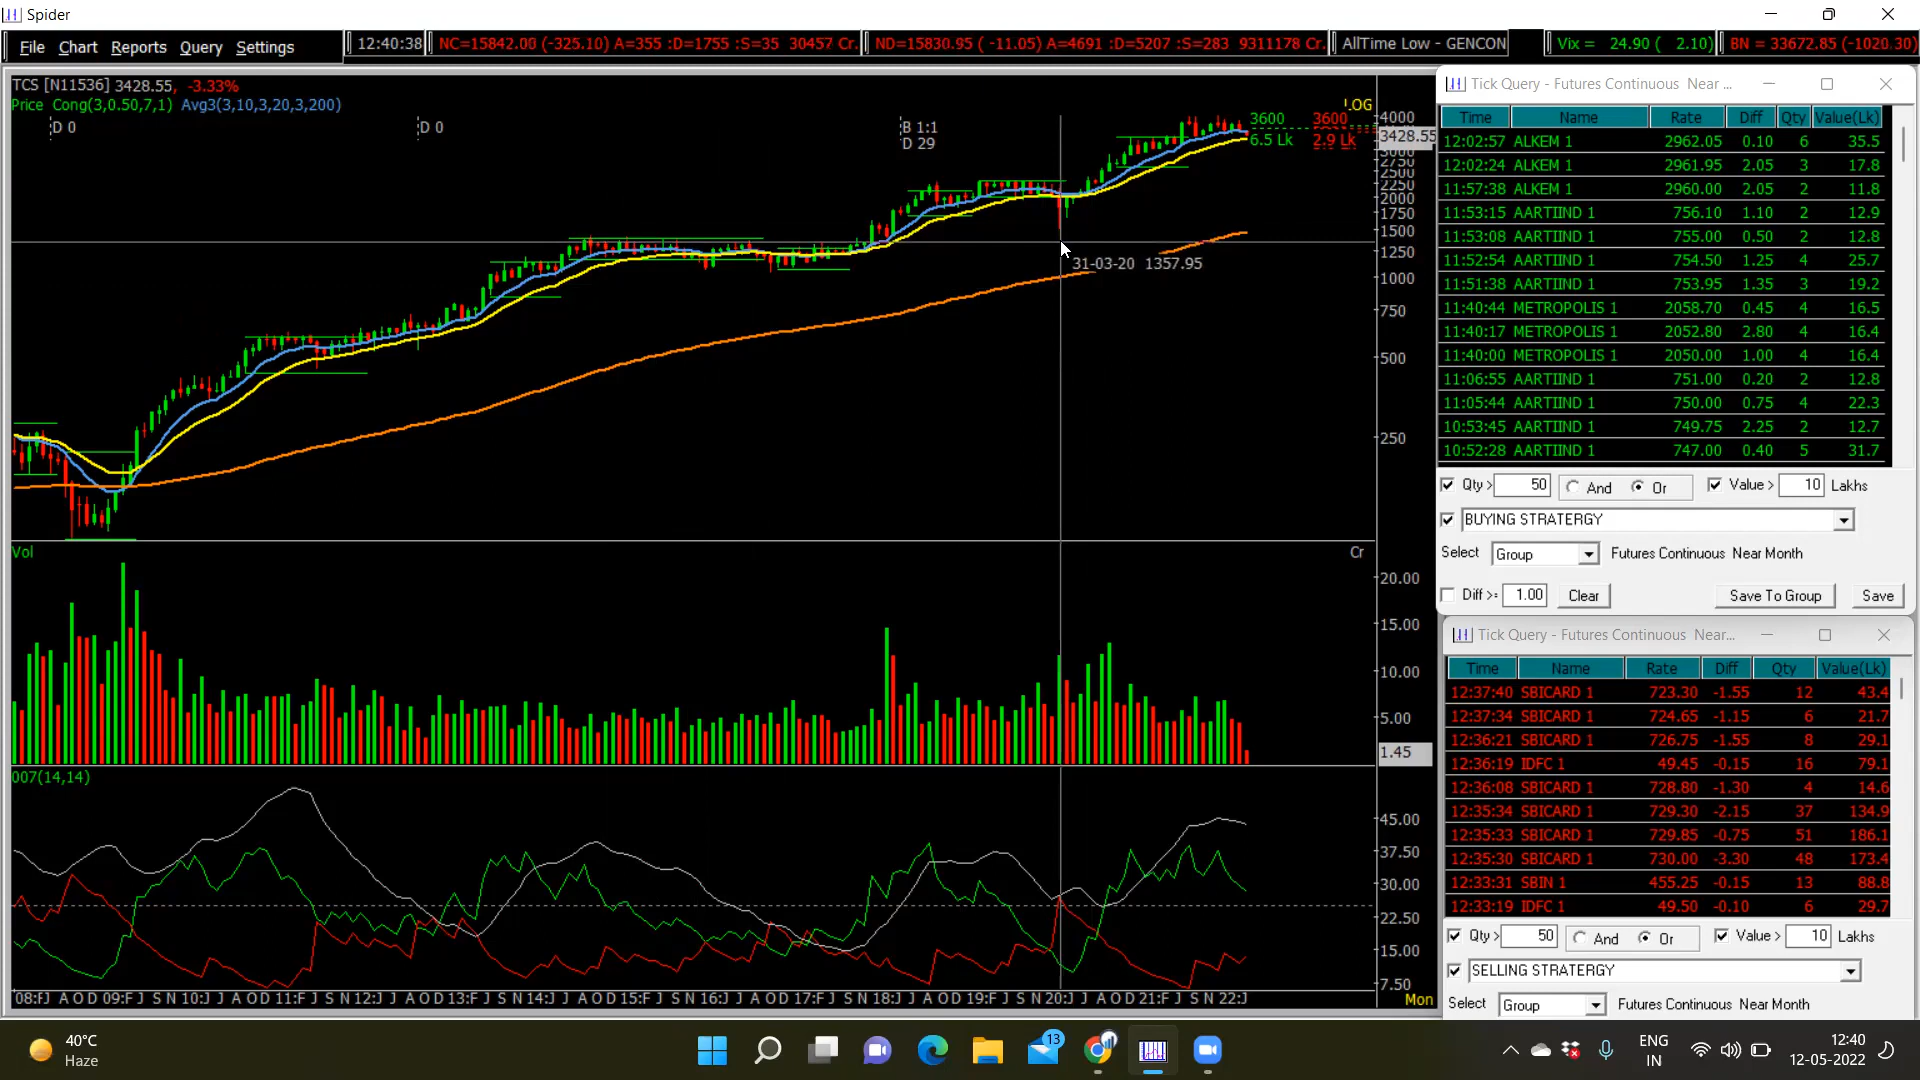 Spider
File Chart Reports Query Settings
12:40:38
NC=15842.00 (-325.10) A=355 :D=1755 :S=35 30457 Cr.
ND=15830.95 ( -11.05) A=4691 :D=5207 :S=283 9311178 Cr.
AllTime Low - GENCON
Vix = 24.90 ( 2.10)
BN = 33672.85 (-1020.30)
TCS [N11536] 3428.55, -3.33%
Price Cong(3,0.50,7,1) Avg3(3,10,3,20,3,200)
D 0
D 0
B 1:1
D 29
LOG
3600 3600
6.5 Lk 2.9 Lk
4000
3428.55
3000
2750
2500
2250
2000
1750
1500
1250
1000
750
500
250
31-03-20 1357.95
Vol
Cr
20.00
15.00
10.00
5.00
1.45
007(14,14)
45.00
37.50
30.00
22.50
15.00
7.50
'08:FJ A O D 09:F J S N 10:J J A O D 11:F J S N 12:J J A O D 13:F J S N 14:J J A O D 15:F J S N 16:J J A O D 17:F J S N 18:J J A O D 19:F J S N 20:J J A O D 21:F J S N 22:J
Mon
Tick Query - Futures Continuous Near ...
Time Name Rate Diff Qty Value(Lk)
12:02:57 ALKEM 1 2962.05 0.10 6 35.5
12:02:24 ALKEM 1 2961.95 2.05 3 17.8
11:57:38 ALKEM 1 2960.00 2.05 2 11.8
11:53:15 AARTIIND 1 756.10 1.10 2 12.9
11:53:08 AARTIIND 1 755.00 0.50 2 12.8
11:52:54 AARTIIND 1 754.50 1.25 4 25.7
11:51:38 AARTIIND 1 753.95 1.35 3 19.2
11:40:44 METROPOLIS 1 2058.70 0.45 4 16.5
11:40:17 METROPOLIS 1 2052.80 2.80 4 16.4
11:40:00 METROPOLIS 1 2050.00 1.00 4 16.4
11:06:55 AARTIIND 1 751.00 0.20 2 12.8
11:05:44 AARTIIND 1 750.00 0.75 4 22.3
10:53:45 AARTIIND 1 749.75 2.25 2 12.7
10:52:28 AARTIIND 1 747.00 0.40 5 31.7
Qty > 50 And Or Value > 10 Lakhs
BUYING STRATERGY
Select Group Futures Continuous Near Month
Diff >= 1.00 Clear Save To Group Save
Tick Query - Futures Continuous Near...
Time Name Rate Diff Qty Value(Lk)
12:37:40 SBICARD 1 723.30 -1.55 12 43.4
12:37:34 SBICARD 1 724.65 -1.15 6 21.7
12:36:21 SBICARD 1 726.75 -1.55 8 29.1
12:36:19 IDFC 1 49.45 -0.15 16 79.1
12:36:08 SBICARD 1 728.80 -1.30 4 14.6
12:35:34 SBICARD 1 729.30 -2.15 37 134.9
12:35:33 SBICARD 1 729.85 -0.75 51 186.1
12:35:30 SBICARD 1 730.00 -3.30 48 173.4
12:33:31 SBIN 1 455.25 -0.15 13 88.8
12:33:19 IDFC 1 49.50 -0.10 6 29.7
Qty > 50 And Or Value > 10 Lakhs
SELLING STRATERGY
Select Group Futures Continuous Near Month
40°C
Haze
13
ENG
IN
12:40
12-05-2022